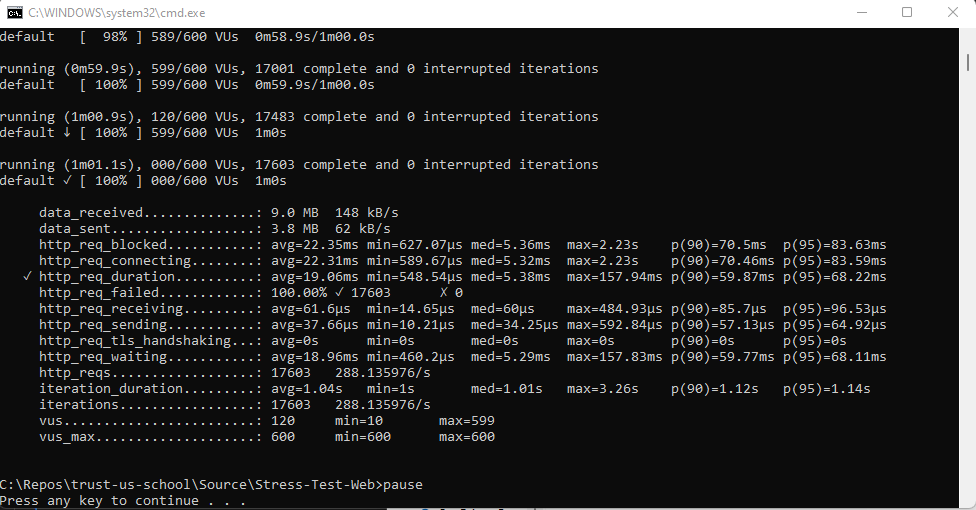 C:\WINDOWS\system32\cmd.exe
default   [  98% ] 589/600 VUs  0m58.9s/1m00.0s
running (0m59.9s), 599/600 VUs, 17001 complete and 0 interrupted iterations
default   [ 100% ] 599/600 VUs  0m59.9s/1m00.0s
running (1m00.9s), 120/600 VUs, 17483 complete and 0 interrupted iterations
default ↓ [ 100% ] 599/600 VUs  1m0s
running (1m01.1s), 000/600 VUs, 17603 complete and 0 interrupted iterations
default ✓ [ 100% ] 000/600 VUs  1m0s
data_received..............: 9.0 MB  148 kB/s
data_sent..................: 3.8 MB  62 kB/s
http_req_blocked...........: avg=22.35ms min=627.07µs med=5.36ms  max=2.23s    p(90)=70.5ms  p(95)=83.63ms
http_req_connecting........: avg=22.31ms min=589.67µs med=5.32ms  max=2.23s    p(90)=70.46ms p(95)=83.59ms
✓ http_req_duration..........: avg=19.06ms min=548.54µs med=5.38ms  max=157.94ms p(90)=59.87ms p(95)=68.22ms
http_req_failed............: 100.00% ✓ 17603      ✗ 0
http_req_receiving.........: avg=61.6µs  min=14.65µs  med=60µs    max=484.93µs p(90)=85.7µs  p(95)=96.53µs
http_req_sending...........: avg=37.66µs min=10.21µs  med=34.25µs max=592.84µs p(90)=57.13µs p(95)=64.92µs
http_req_tls_handshaking...: avg=0s      min=0s       med=0s      max=0s       p(90)=0s      p(95)=0s
http_req_waiting...........: avg=18.96ms min=460.2µs  med=5.29ms  max=157.83ms p(90)=59.77ms p(95)=68.11ms
http_reqs..................: 17603   288.135976/s
iteration_duration.........: avg=1.04s   min=1s       med=1.01s   max=3.26s    p(90)=1.12s   p(95)=1.14s
iterations.................: 17603   288.135976/s
vus........................: 120     min=10       max=599
vus_max....................: 600     min=600      max=600
C:\Repos\trust-us-school\Source\Stress-Test-Web>pause
Press any key to continue . . .